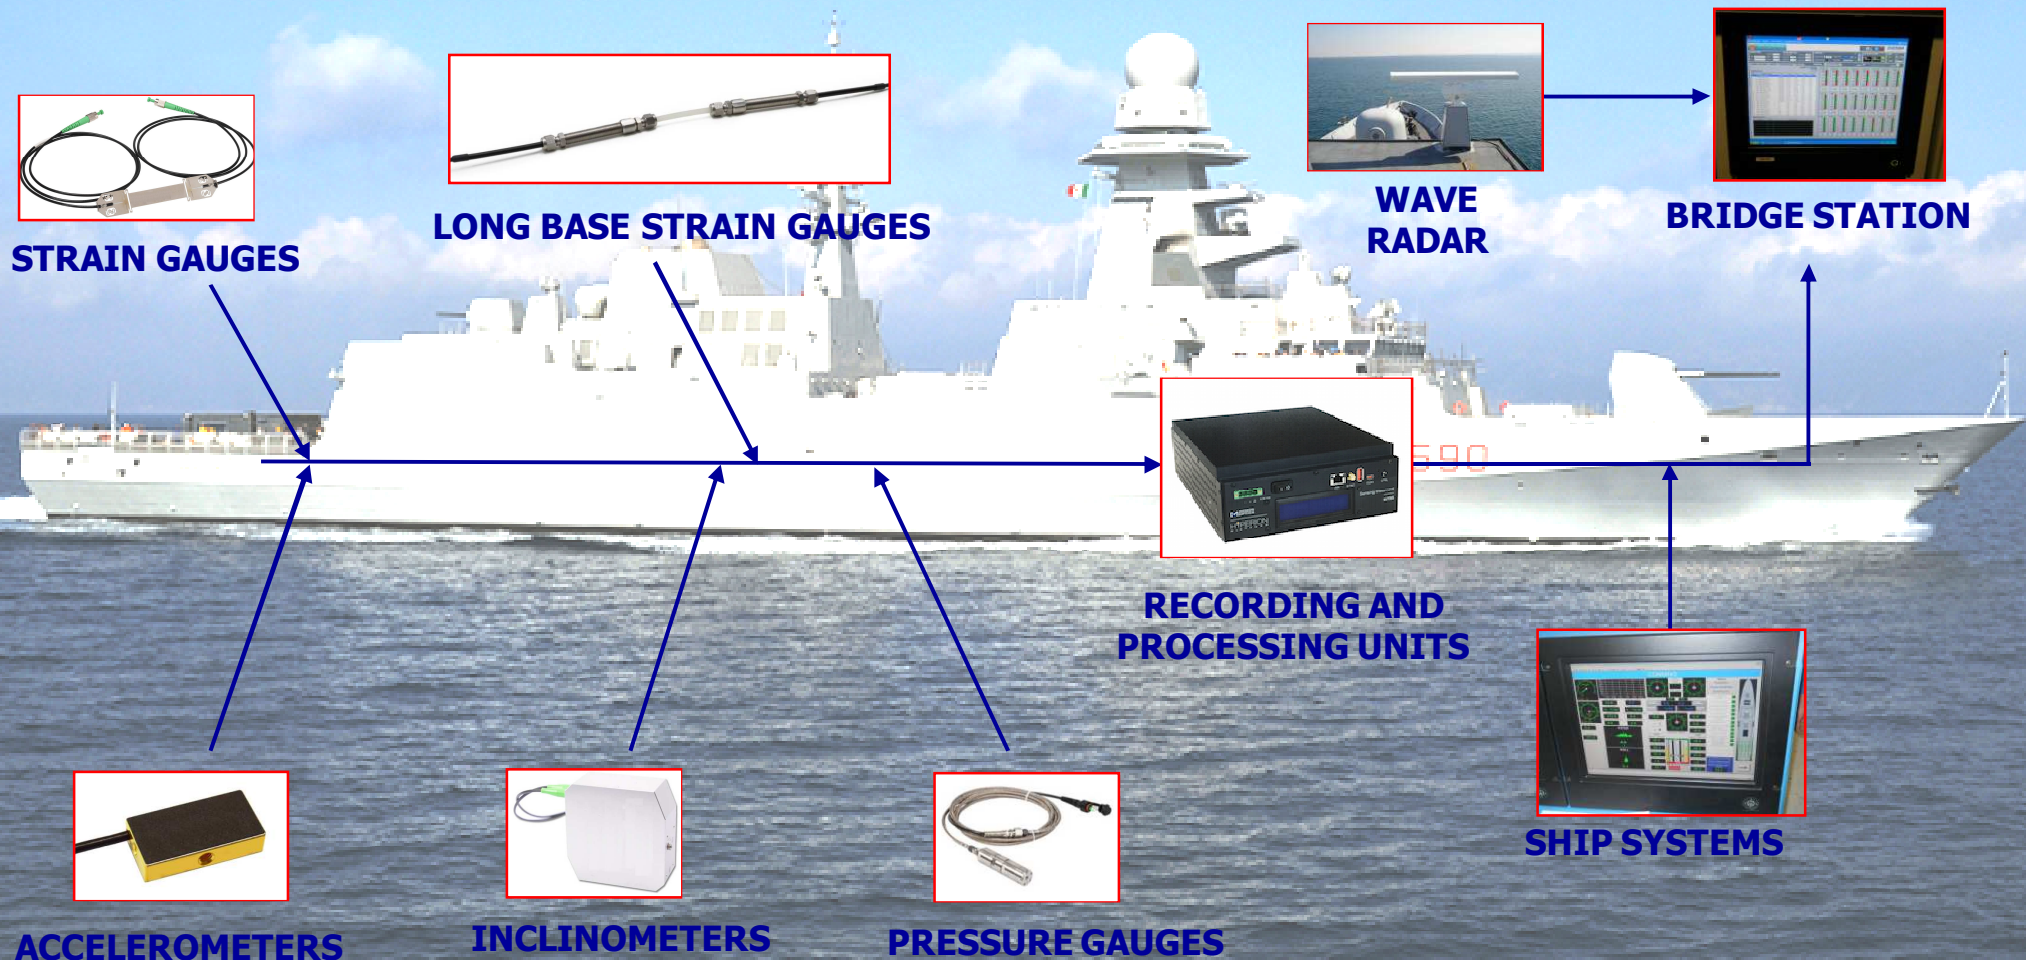 STRAIN GAUGES
LONG BASE STRAIN GAUGES
WAVE
RADAR
BRIDGE STATION
590
RECORDING AND
PROCESSING UNITS
SHIP SYSTEMS
ACCELEROMETERS
INCLINOMETERS
PRESSURE GAUGES